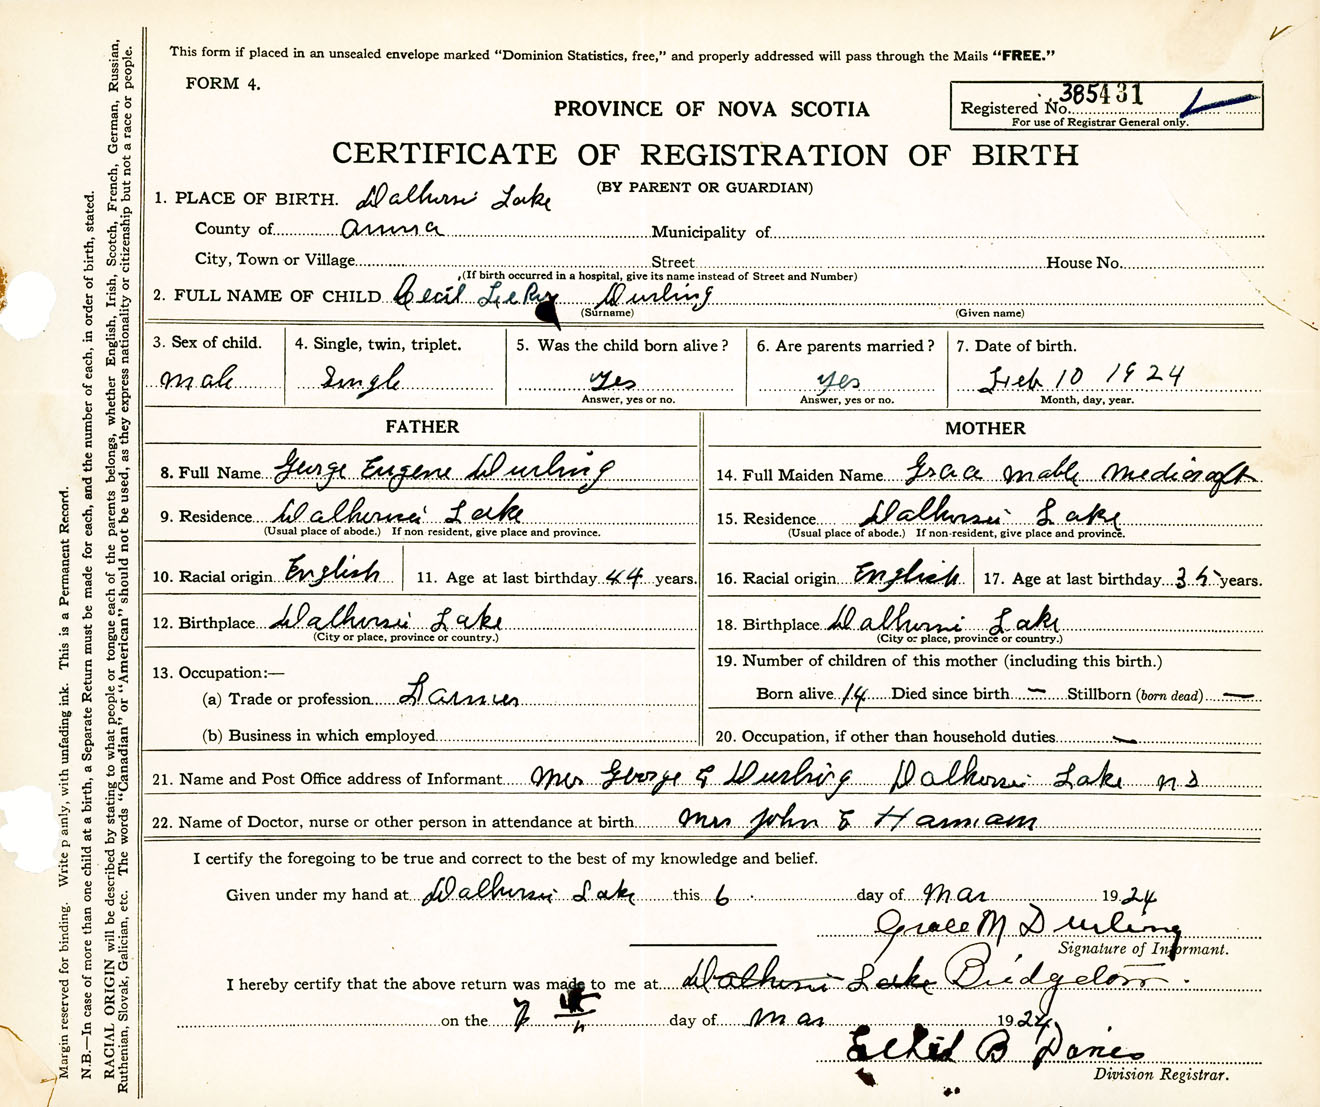 This form if placed in an unsealed envelope marked "Dominion Statistics, free," and properly addressed will pass through the Mails "FREE."
FORM 4.
Registered No. 385431
For use of Registrar General only.
PROVINCE OF NOVA SCOTIA
CERTIFICATE OF REGISTRATION OF BIRTH
(BY PARENT OR GUARDIAN)
1. PLACE OF BIRTH. Dalhousie Lake
County of Anna Municipality of
City, Town or Village Street House No.
(If birth occurred in a hospital, give its name instead of Street and Number)
2. FULL NAME OF CHILD Cecil LeRoy Durling
(Surname) (Given name)
3. Sex of child. 4. Single, twin, triplet. 5. Was the child born alive? 6. Are parents married? 7. Date of birth.
Male Single Yes Yes Feb 10 1924
Answer, yes or no. Answer, yes or no. Month, day, year.
FATHER MOTHER
8. Full Name George Eugene Durling 14. Full Maiden Name Grace Mable Medicraft
9. Residence Dalhousie Lake 15. Residence Dalhousie Lake
(Usual place of abode.) If non resident, give place and province. (Usual place of abode.) If non-resident, give place and province.
10. Racial origin English 11. Age at last birthday 44 years. 16. Racial origin English 17. Age at last birthday 35 years.
12. Birthplace Dalhousie Lake 18. Birthplace Dalhousie Lake
(City or place, province or country.) (City or place, province or country.)
13. Occupation:— 19. Number of children of this mother (including this birth.)
(a) Trade or profession Farmer Born alive 14 Died since birth — Stillborn (born dead) —
(b) Business in which employed 20. Occupation, if other than household duties —
21. Name and Post Office address of Informant Mrs George E Durling Dalhousie Lake N S
22. Name of Doctor, nurse or other person in attendance at birth Mrs John E Hannam
I certify the foregoing to be true and correct to the best of my knowledge and belief.
Given under my hand at Dalhousie Lake this 6 day of Mar 1924
Grace M Durling
Signature of Informant.
I hereby certify that the above return was made to me at Dalhousie Lake Bridgetown.
on the 7 day of Mar 1924
Ethel B Davies
Division Registrar.
Margin reserved for binding. Write plainly, with unfading ink. This is a Permanent Record.
N.B.—In case of more than one child at a birth, a Separate Return must be made for each, and the number of each, in order of birth, stated.
RACIAL ORIGIN will be described by stating to what people or tongue each of the parents belongs, whether English, Irish, Scotch, French, German, Russian,
Ruthenian, Slovak, Galician, etc. The words "Canadian" or "American" should not be used, as they express nationality or citizenship but not a race or people.